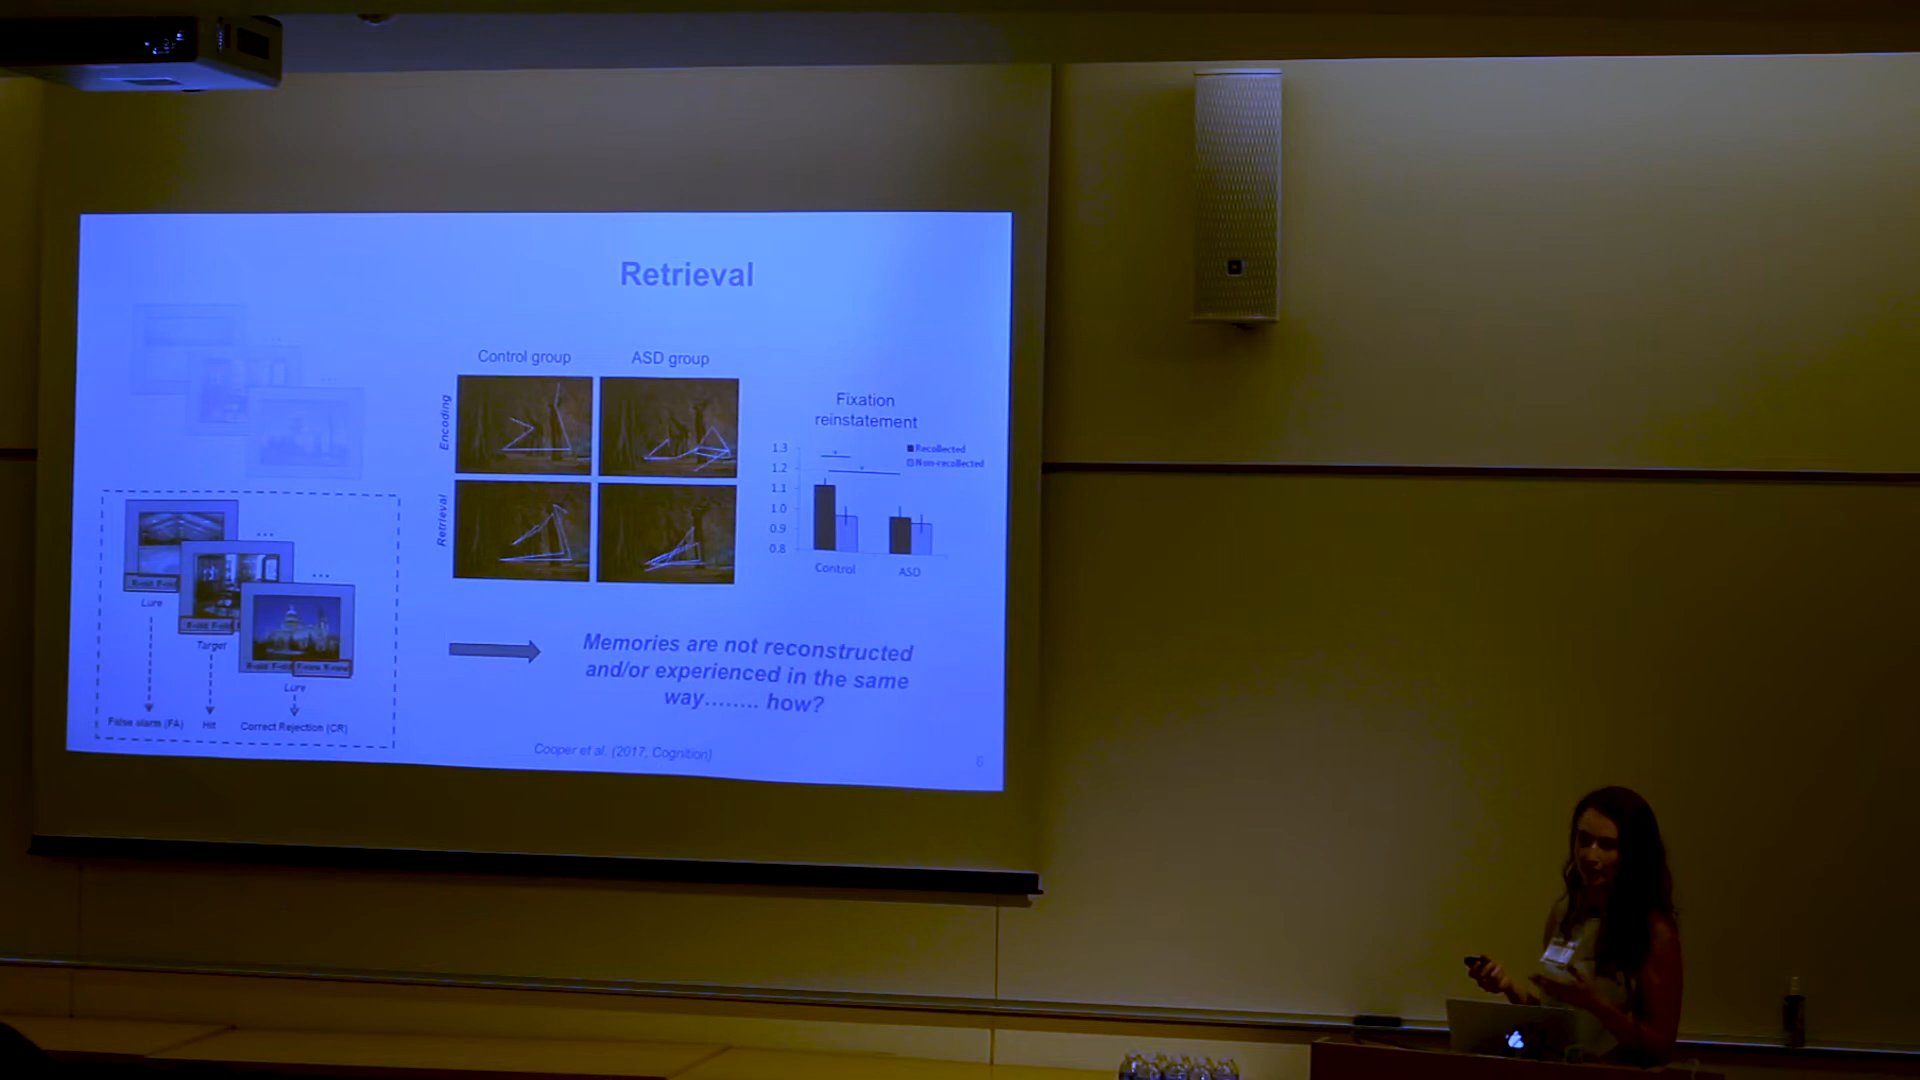 Retrieval
Control group
ASD group
Encoding
Retrieval
Fixation
reinstatement
Recollected
Non-recollected
1.3
1.2
1.1
1.0
0.9
0.8
Control
ASD
...
...
Lure
Target
Lure
False alarm (FA)
Hit
Correct Rejection (CR)
Memories are not reconstructed
and/or experienced in the same
way........ how?
Cooper et al. (2017, Cognition)
6